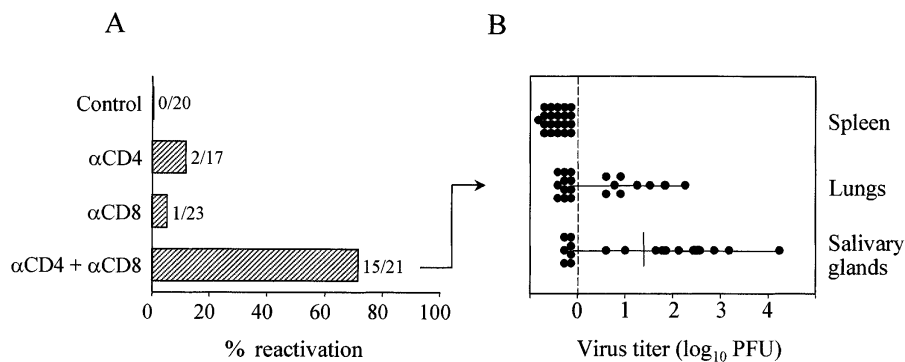 A
Control
0/20
αCD4
2/17
αCD8
1/23
αCD4 + αCD8
15/21
0 20 40 60 80 100
% reactivation
B
Spleen
Lungs
Salivary
glands
0 1 2 3 4
Virus titer (log₁₀ PFU)